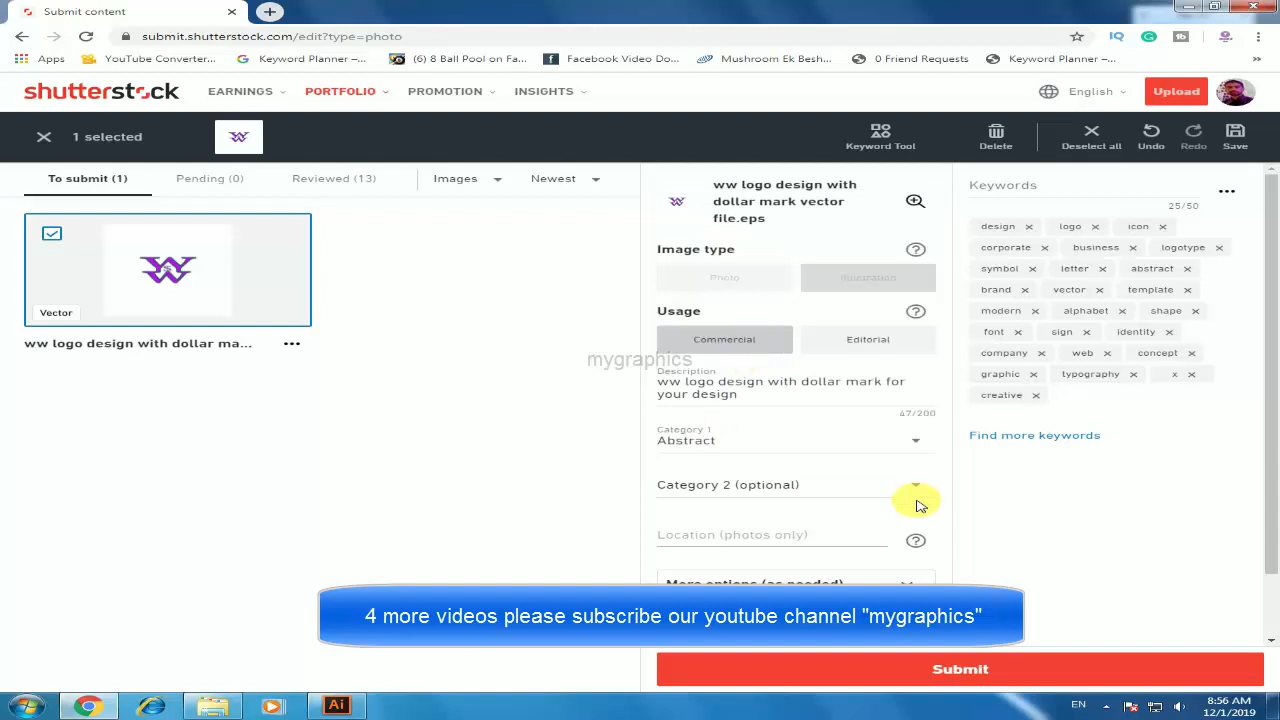 Submit content
submit.shutterstock.com/edit?type=photo
Apps
YouTube Converter...
Keyword Planner –...
(6) 8 Ball Pool on Fa...
Facebook Video Do...
Mushroom Ek Besh...
0 Friend Requests
Keyword Planner –...
shutterstock
EARNINGS
PORTFOLIO
PROMOTION
INSIGHTS
English
Upload
1 selected
Keyword Tool
Delete
Deselect all
Undo
Redo
Save
To submit (1)
Pending (0)
Reviewed (13)
Images
Newest
Vector
ww logo design with dollar ma...
ww logo design with
dollar mark vector
file.eps
Image type
Photo
Illustration
Usage
Commercial
Editorial
mygraphics
Description
ww logo design with dollar mark for
your design
47/200
Category 1
Abstract
Category 2 (optional)
Location (photos only)
More options (as needed)
Keywords
25/50
design
logo
icon
corporate
business
logotype
symbol
letter
abstract
brand
vector
template
modern
alphabet
shape
font
sign
identity
company
web
concept
graphic
typography
x
creative
Find more keywords
4 more videos please subscribe our youtube channel "mygraphics"
Submit
Ai
EN
8:56 AM
12/1/2019